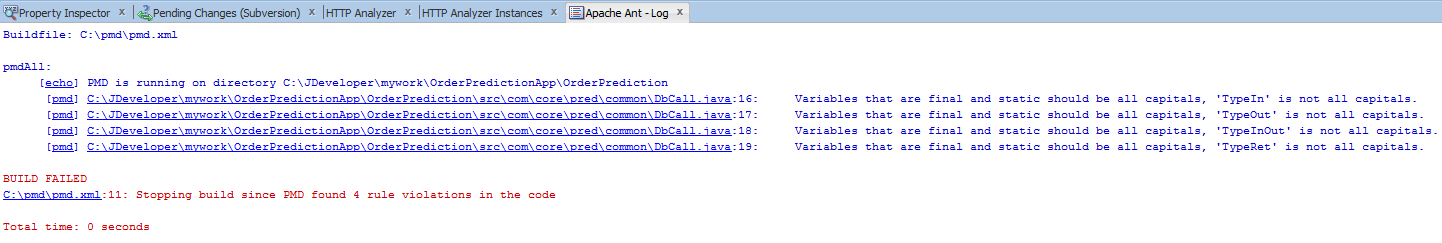 Property Inspector x Pending Changes (Subversion) x HTTP Analyzer x HTTP Analyzer Instances x Apache Ant - Log x
Buildfile: C:\pmd\pmd.xml
pmdAll:
[echo] PMD is running on directory C:\JDeveloper\mywork\OrderPredictionApp\OrderPrediction
[pmd] C:\JDeveloper\mywork\OrderPredictionApp\OrderPrediction\src\com\core\pred\common\DbCall.java:16: Variables that are final and static should be all capitals, 'TypeIn' is not all capitals.
[pmd] C:\JDeveloper\mywork\OrderPredictionApp\OrderPrediction\src\com\core\pred\common\DbCall.java:17: Variables that are final and static should be all capitals, 'TypeOut' is not all capitals.
[pmd] C:\JDeveloper\mywork\OrderPredictionApp\OrderPrediction\src\com\core\pred\common\DbCall.java:18: Variables that are final and static should be all capitals, 'TypeInOut' is not all capitals.
[pmd] C:\JDeveloper\mywork\OrderPredictionApp\OrderPrediction\src\com\core\pred\common\DbCall.java:19: Variables that are final and static should be all capitals, 'TypeRet' is not all capitals.
BUILD FAILED
C:\pmd\pmd.xml:11: Stopping build since PMD found 4 rule violations in the code
Total time: 0 seconds